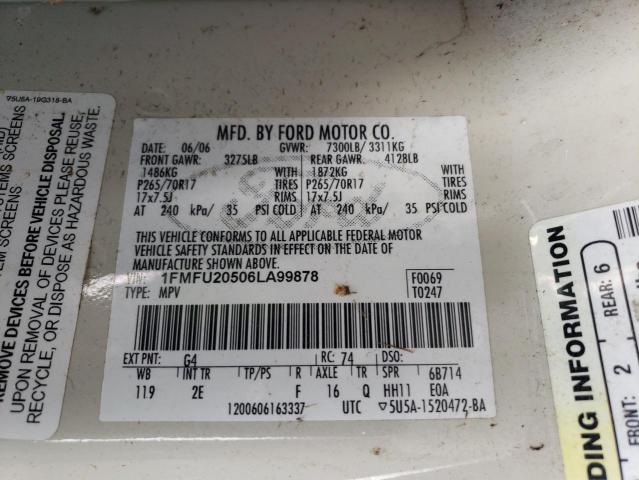 ▽5U5A-19G318-BA
SYSTEMS SCREENS
EM SCREENS
REMOVE DEVICES BEFORE VEHICLE DISPOSAL.
UPON REMOVAL OF DEVICES PLEASE REUSE,
RECYCLE, OR DISPOSE AS HAZARDOUS WASTE.
MFD. BY FORD MOTOR CO.
DATE: 06/06 GVWR: 7300LB/ 3311KG
FRONT GAWR: 3275LB REAR GAWR: 4128LB
1486KG WITH 1872KG WITH
P265/70R17 TIRES P265/70R17 TIRES
17x7.5J RIMS 17x7.5J RIMS
AT 240 kPa/ 35 PSI COLD AT 240 kPa/ 35 PSI COLD
THIS VEHICLE CONFORMS TO ALL APPLICABLE FEDERAL MOTOR
VEHICLE SAFETY STANDARDS IN EFFECT ON THE DATE OF
MANUFACTURE SHOWN ABOVE.
VIN: 1FMFU20506LA99878 F0069
TYPE: MPV T0247
EXT PNT: G4 RC: 74 DSO:
WB INT TR TP/PS R AXLE TR SPR 6B714
119 2E F 16 Q HH11 E0A
1200606163337 UTC ▽5U5A-1520472-BA
DING INFORMATION
FRONT: 2
REAR: 6